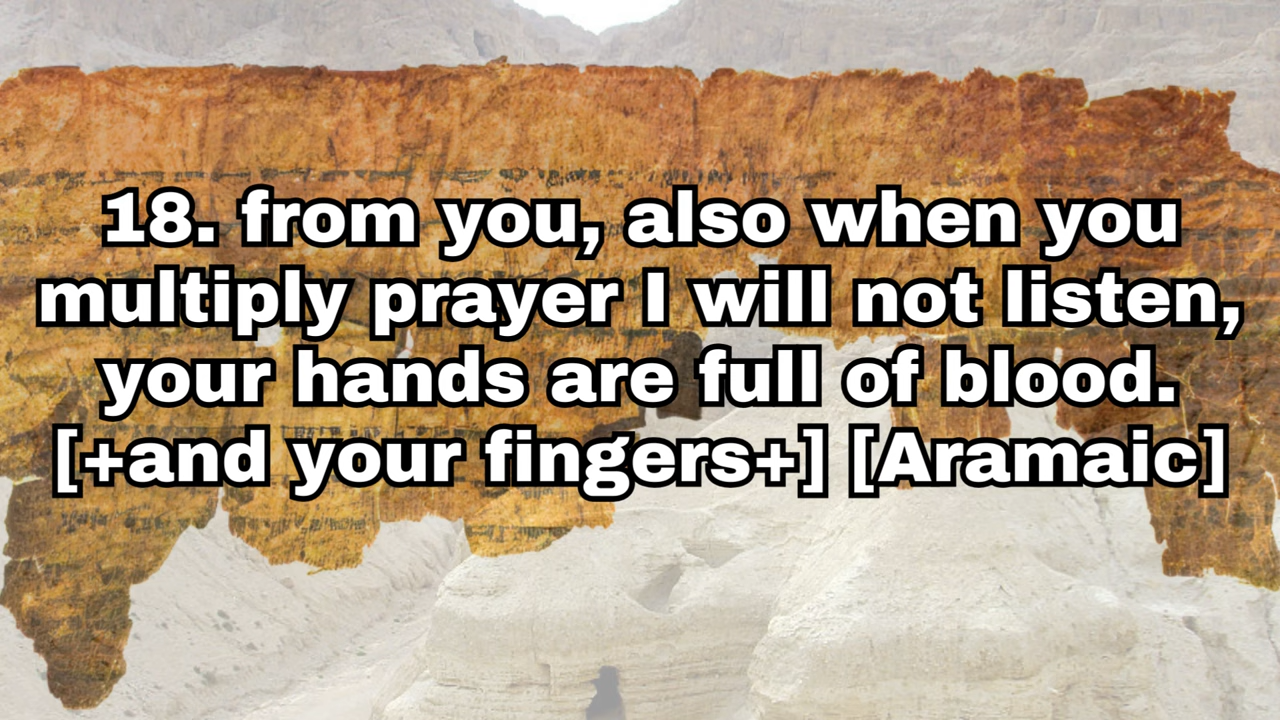 18. from you, also when you
multiply prayer I will not listen,
your hands are full of blood.
[+and your fingers+] [Aramaic]